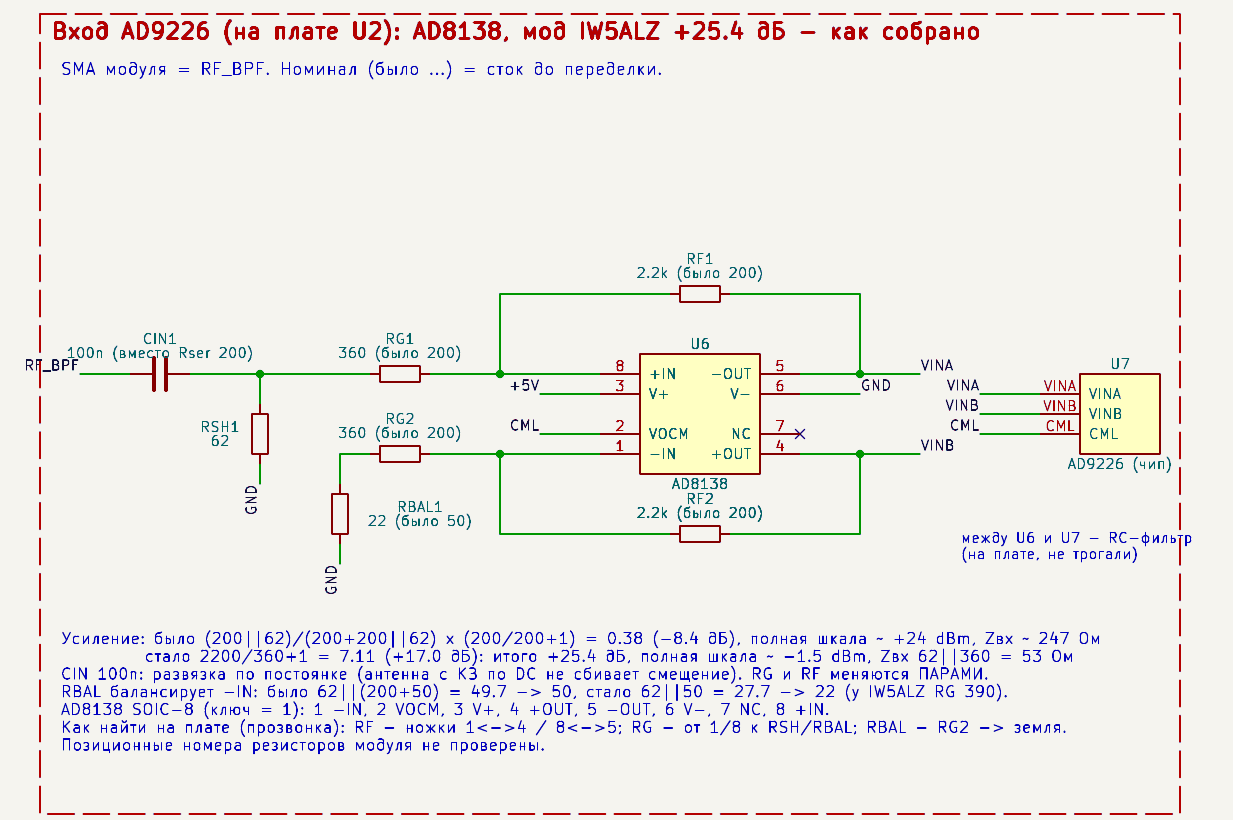 Вход AD9226 (на плате U2): AD8138, мод IW5ALZ +25.4 дБ — как собрано
SMA модуля = RF_BPF. Номинал (было ...) = сток до переделки.
RF1
2.2k (было 200)
CIN1
100n (вместо Rser 200)
RG1
360 (было 200)
U6
RF_BPF
8 +IN −OUT 5
VINA
U7
+5V
3 V+ V− 6
GND
VINA VINA VINA
VINB VINB VINB
CML CML CML
RSH1
62
RG2
360 (было 200)
CML
2 VOCM NC 7
1 −IN +OUT 4
VINB
AD9226 (чип)
AD8138
RF2
2.2k (было 200)
GND
RBAL1
22 (было 50)
между U6 и U7 — RC−фильтр
(на плате, не трогали)
GND
Усиление: было (200||62)/(200+200||62) x (200/200+1) = 0.38 (−8.4 дБ), полная шкала ~ +24 dBm, Zвх ~ 247 Ом
стало 2200/360+1 = 7.11 (+17.0 дБ): итого +25.4 дБ, полная шкала ~ −1.5 dBm, Zвх 62||360 = 53 Ом
CIN 100n: развязка по постоянке (антенна с КЗ по DC не сбивает смещение). RG и RF меняются ПАРАМИ.
RBAL балансирует −IN: было 62||(200+50) = 49.7 −> 50, стало 62||50 = 27.7 −> 22 (у IW5ALZ RG 390).
AD8138 SOIC−8 (ключ = 1): 1 −IN, 2 VOCM, 3 V+, 4 +OUT, 5 −OUT, 6 V−, 7 NC, 8 +IN.
Как найти на плате (прозвонка): RF — ножки 1<−>4 / 8<−>5; RG — от 1/8 к RSH/RBAL; RBAL — RG2 −> земля.
Позиционные номера резисторов модуля не проверены.